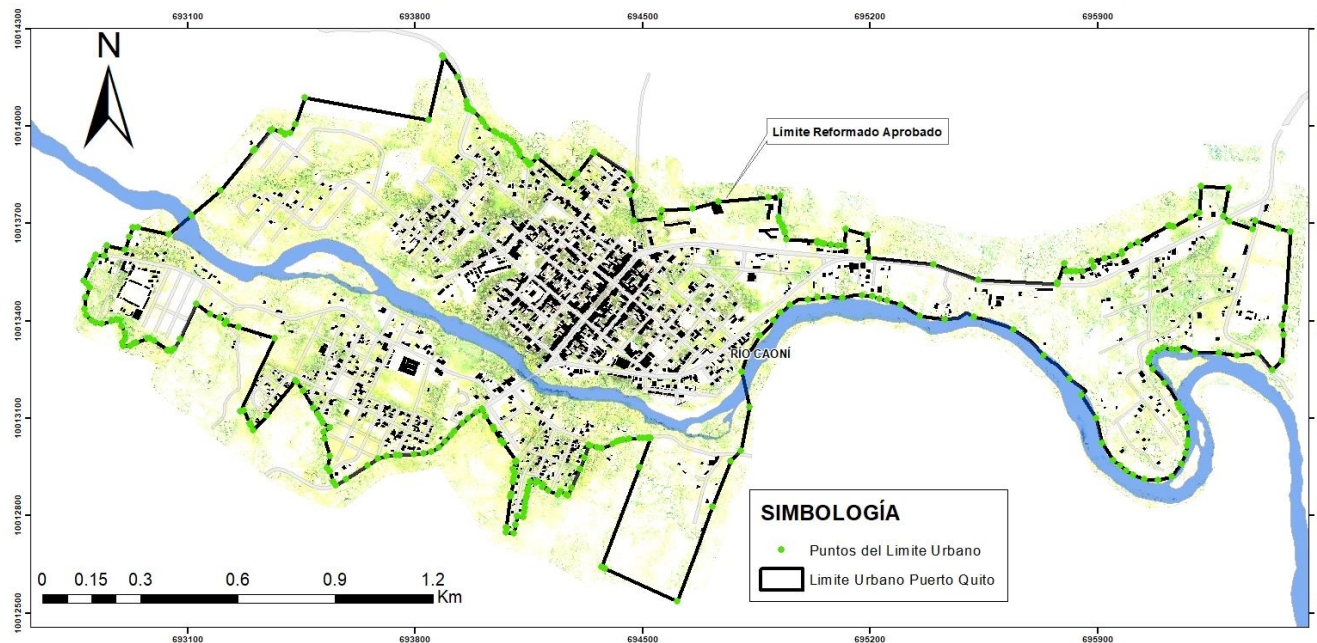 693100 693800 694500 695200 695900
10014300
N
10014000
Límite Reformado Aprobado
10013700
10013400
RÍO CAONÍ
10013100
10012800
SIMBOLOGÍA
Puntos del Limite Urbano
Limite Urbano Puerto Quito
0 0.15 0.3 0.6 0.9 1.2
Km
10012500
693100 693800 694500 695200 695900